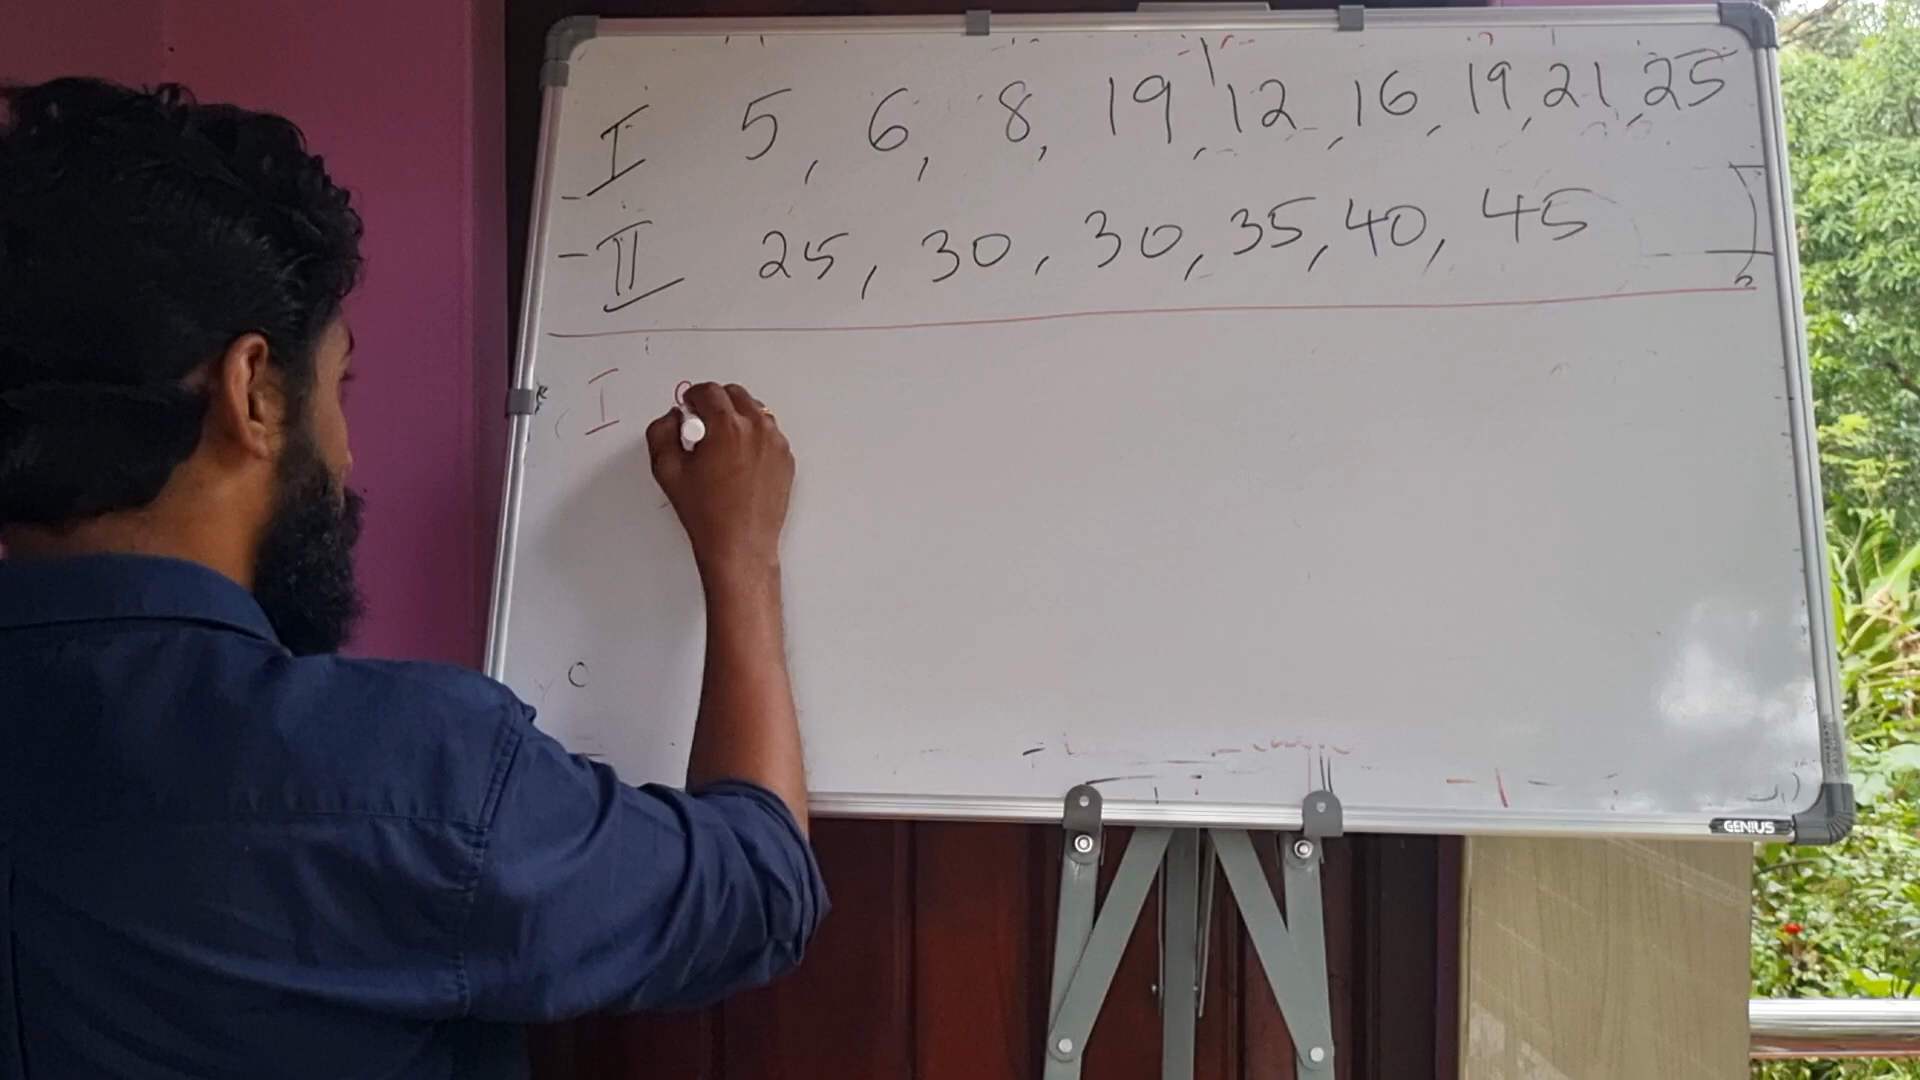 I 5, 6, 8, 19, 12, 16, 19, 21, 25
II 25, 30, 30, 35, 40, 45
I
GENIUS